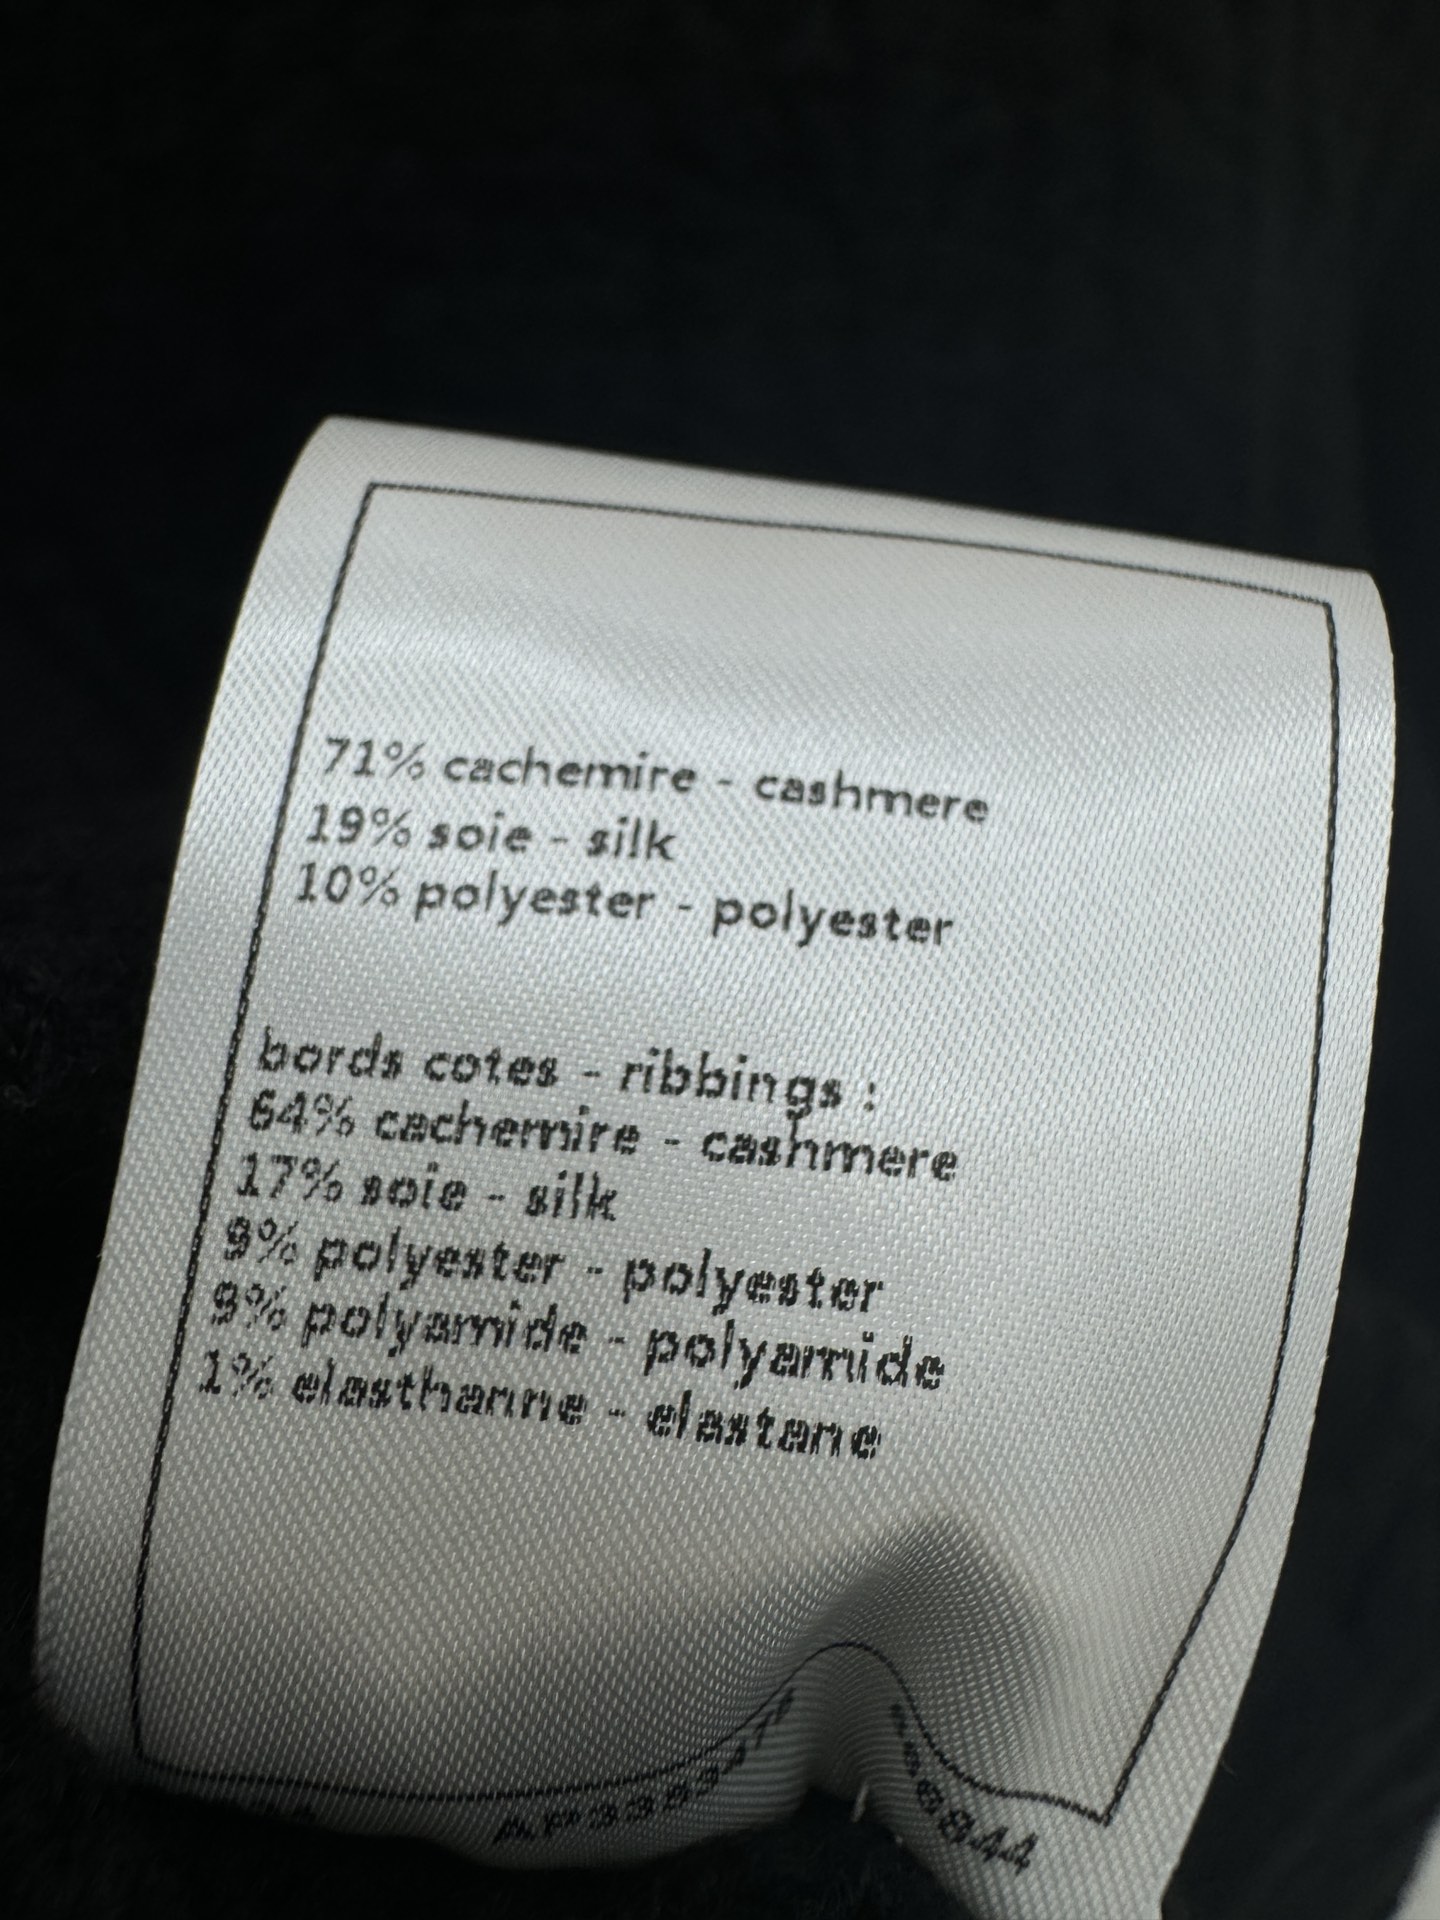 71% cachemire - cashmere
19% soie - silk
10% polyester - polyester
bords cotes - ribbings :
64% cachemire - cashmere
17% soie - silk
9% polyester - polyester
9% polyamide - polyamide
1% elasthanne - elastane